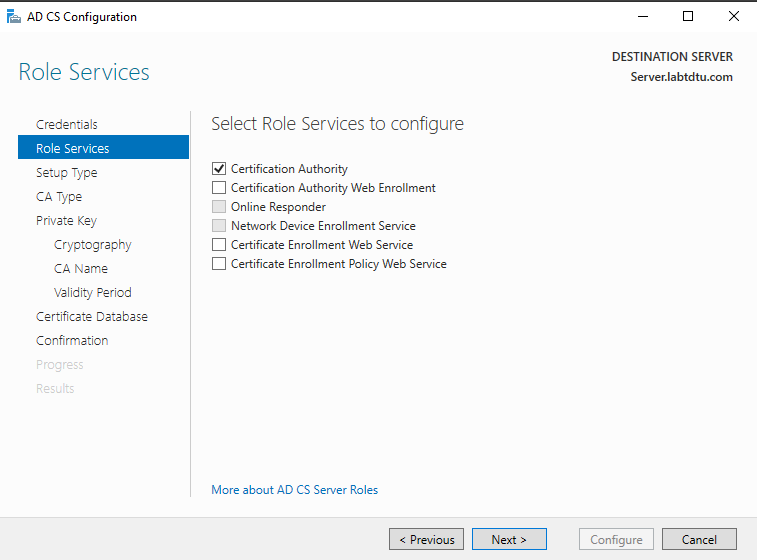 AD CS Configuration
DESTINATION SERVER
Server.labtdtu.com
Role Services
Credentials
Role Services
Setup Type
CA Type
Private Key
Cryptography
CA Name
Validity Period
Certificate Database
Confirmation
Progress
Results
Select Role Services to configure
Certification Authority
Certification Authority Web Enrollment
Online Responder
Network Device Enrollment Service
Certificate Enrollment Web Service
Certificate Enrollment Policy Web Service
More about AD CS Server Roles
< Previous
Next >
Configure
Cancel